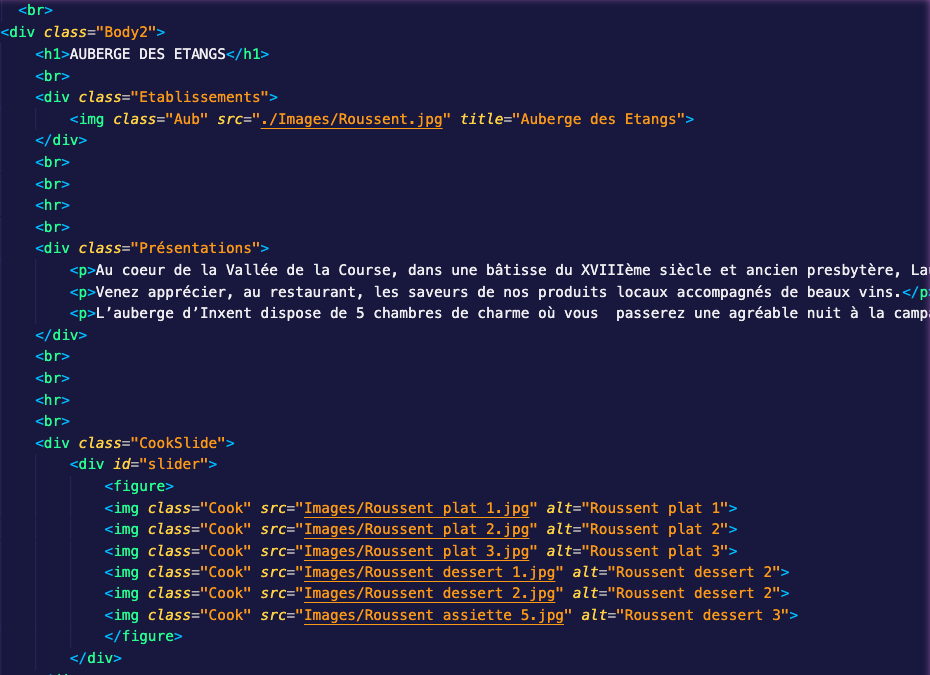 <br>
<div class="Body2">
<h1>AUBERGE DES ETANGS</h1>
<br>
<div class="Etablissements">
<img class="Aub" src="./Images/Roussent.jpg" title="Auberge des Etangs">
</div>
<br>
<br>
<hr>
<br>
<div class="Présentations">
<p>Au coeur de la Vallée de la Course, dans une bâtisse du XVIIIème siècle et ancien presbytère,
<p>Venez apprécier, au restaurant, les saveurs de nos produits locaux accompagnés de beaux vins.</p
<p>L’auberge d’Inxent dispose de 5 chambres de charme où vous  passerez une agréable nuit à la
</div>
<br>
<br>
<hr>
<br>
<div class="CookSlide">
<div id="slider">
<figure>
<img class="Cook" src="Images/Roussent plat 1.jpg" alt="Roussent plat 1">
<img class="Cook" src="Images/Roussent plat 2.jpg" alt="Roussent plat 2">
<img class="Cook" src="Images/Roussent plat 3.jpg" alt="Roussent plat 3">
<img class="Cook" src="Images/Roussent dessert 1.jpg" alt="Roussent dessert 2">
<img class="Cook" src="Images/Roussent dessert 2.jpg" alt="Roussent dessert 2">
<img class="Cook" src="Images/Roussent assiette 5.jpg" alt="Roussent dessert 3">
</figure>
</div>